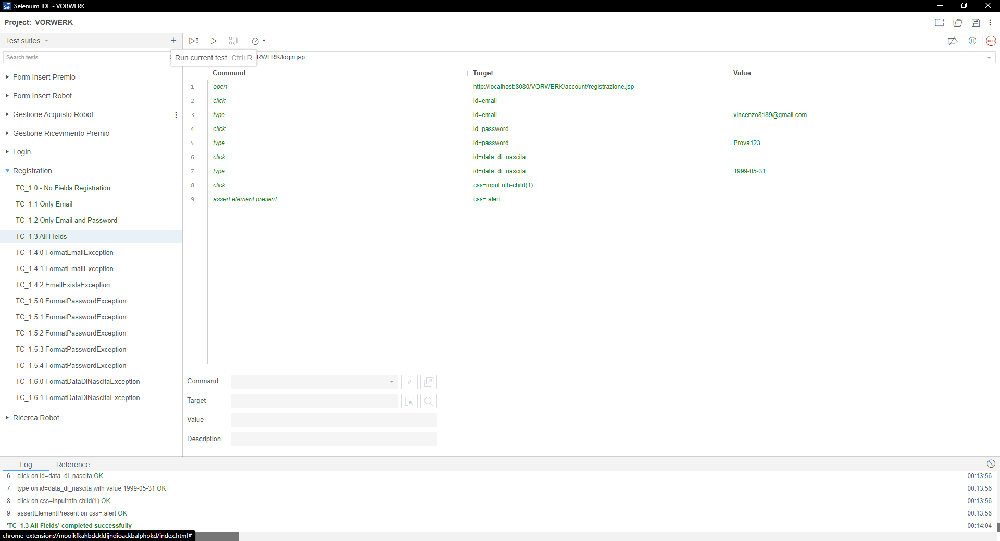 Selenium IDE - VORWERK
Project: VORWERK
Test suites
Search tests...
Run current test Ctrl+R
RWERK/login.jsp
Command Target Value
1 open http://localhost:8080/VORWERK/account/registrazione.jsp
2 click id=email
3 type id=email vincenzo8189@gmail.com
4 click id=password
5 type id=password Prova123
6 click id=data_di_nascita
7 type id=data_di_nascita 1999-05-31
8 click css=input:nth-child(1)
9 assert element present css=.alert
Form Insert Premio
Form Insert Robot
Gestione Acquisto Robot
Gestione Ricevimento Premio
Login
Registration
TC_1.0 - No Fields Registration
TC_1.1 Only Email
TC_1.2 Only Email and Password
TC_1.3 All Fields
TC_1.4.0 FormatEmailException
TC_1.4.1 FormatEmailException
TC_1.4.2 EmailExistsException
TC_1.5.0 FormatPasswordException
TC_1.5.1 FormatPasswordException
TC_1.5.2 FormatPasswordException
TC_1.5.3 FormatPasswordException
TC_1.5.4 FormatPasswordException
TC_1.6.0 FormatDataDiNascitaException
TC_1.6.1 FormatDataDiNascitaException
Ricerca Robot
Command //
Target
Value
Description
REC
Se
Log Reference
6. click on id=data_di_nascita OK 00:13:56
7. type on id=data_di_nascita with value 1999-05-31 OK 00:13:56
8. click on css=input:nth-child(1) OK 00:13:56
9. assertElementPresent on css=.alert OK 00:13:56
'TC_1.3 All Fields' completed successfully 00:14:04
chrome-extension://mooikfkahbdckldjjndioackbalphokd/index.html#